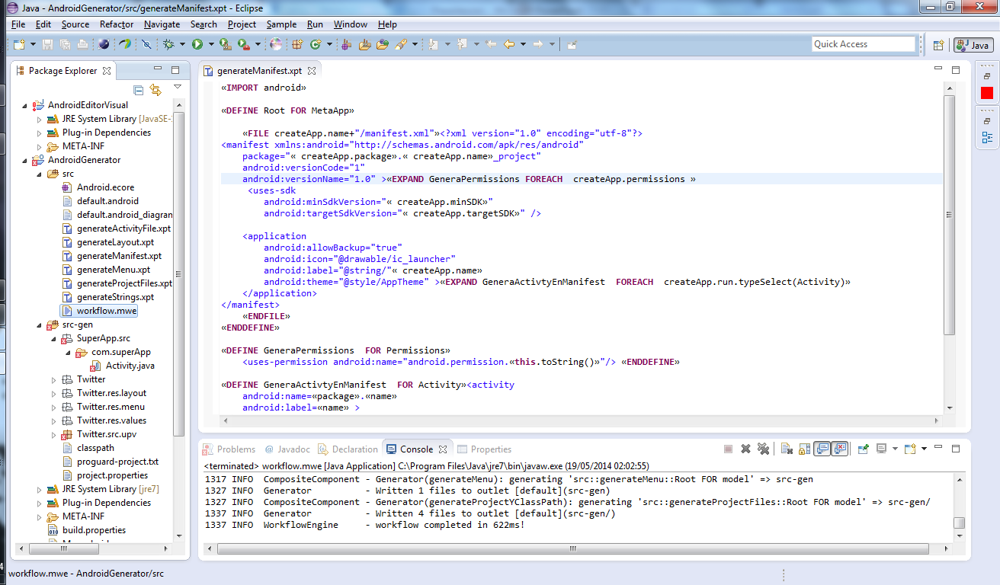 Java - AndroidGenerator/src/generateManifest.xpt - Eclipse
File Edit Source Refactor Navigate Search Project Sample Run Window Help
Quick Access
Java
Package Explorer
AndroidEditorVisual
JRE System Library [JavaSE-1
Plug-in Dependencies
META-INF
AndroidGenerator
src
Android.ecore
default.android
default.android_diagram
generateActivityFile.xpt
generateLayout.xpt
generateManifest.xpt
generateMenu.xpt
generateProjectFiles.xpt
generateStrings.xpt
workflow.mwe
src-gen
SuperApp.src
com.superApp
Activity.java
Twitter
Twitter.res.layout
Twitter.res.menu
Twitter.res.values
Twitter.src.upv
classpath
proguard-project.txt
project.properties
JRE System Library [jre7]
Plug-in Dependencies
META-INF
build.properties
generateManifest.xpt
«IMPORT android»
«DEFINE Root FOR MetaApp»
«FILE createApp.name+"/manifest.xml"»<?xml version="1.0" encoding="utf-8"?>
<manifest xmlns:android="http://schemas.android.com/apk/res/android"
package="« createApp.package».« createApp.name»_project"
android:versionCode="1"
android:versionName="1.0" >«EXPAND GeneraPermissions FOREACH  createApp.permissions »
<uses-sdk
android:minSdkVersion="« createApp.minSDK»"
android:targetSdkVersion="« createApp.targetSDK»" />
<application
android:allowBackup="true"
android:icon="@drawable/ic_launcher"
android:label="@string/"« createApp.name»
android:theme="@style/AppTheme" >«EXPAND GeneraActivtyEnManifest  FOREACH  createApp.run.typeSelect(Activity)»
</application>
</manifest>
«ENDFILE»
«ENDDEFINE»
«DEFINE GeneraPermissions  FOR Permissions»
<uses-permission android:name="android.permission.«this.toString()»"/> «ENDDEFINE»
«DEFINE GeneraActivtyEnManifest  FOR Activity»<activity
android:name=«package».«name»
android:label=«name» >
Problems @ Javadoc Declaration Console Properties
<terminated> workflow.mwe [Java Application] C:\Program Files\Java\jre7\bin\javaw.exe (19/05/2014 02:02:55)
1317 INFO  CompositeComponent - Generator(generateMenu): generating 'src::generateMenu::Root FOR model' => src-gen
1327 INFO  Generator          - Written 1 files to outlet [default](src-gen)
1327 INFO  CompositeComponent - Generator(generateProjectYClassPath): generating 'src::generateProjectFiles::Root FOR model' => src-gen/
1337 INFO  Generator          - Written 4 files to outlet [default](src-gen/)
1337 INFO  WorkflowEngine     - workflow completed in 622ms!
workflow.mwe - AndroidGenerator/src